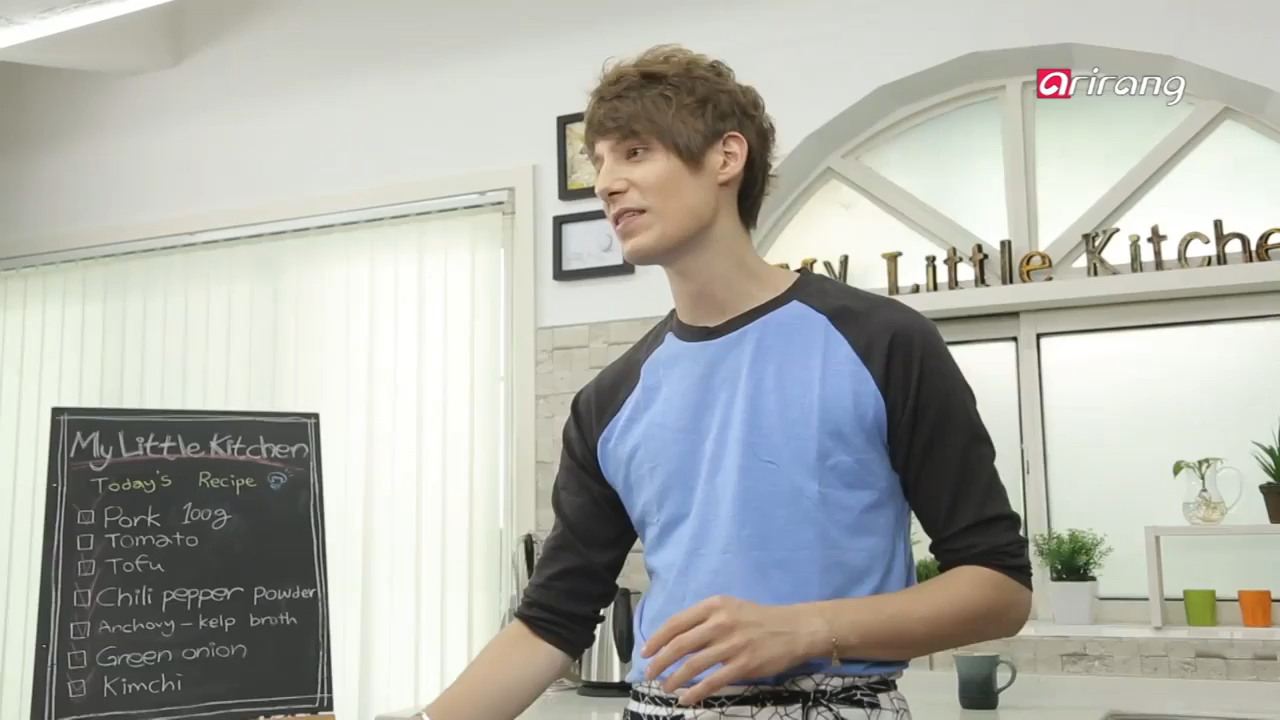 arirang
My Little Kitche
My Little Kitchen
Today's Recipe
Pork 100g
Tomato
Tofu
Chili pepper Powder
Anchovy-kelp broth
Green onion
Kimchi